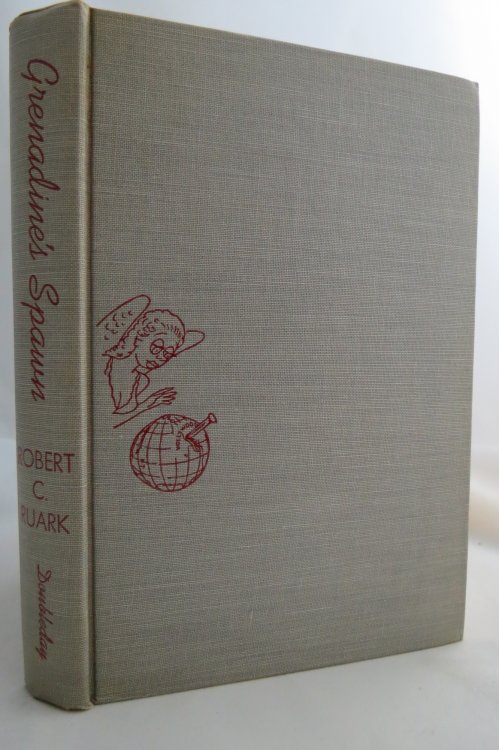 Grenadine's Spawn
ROBERT
C.
RUARK
Doubleday